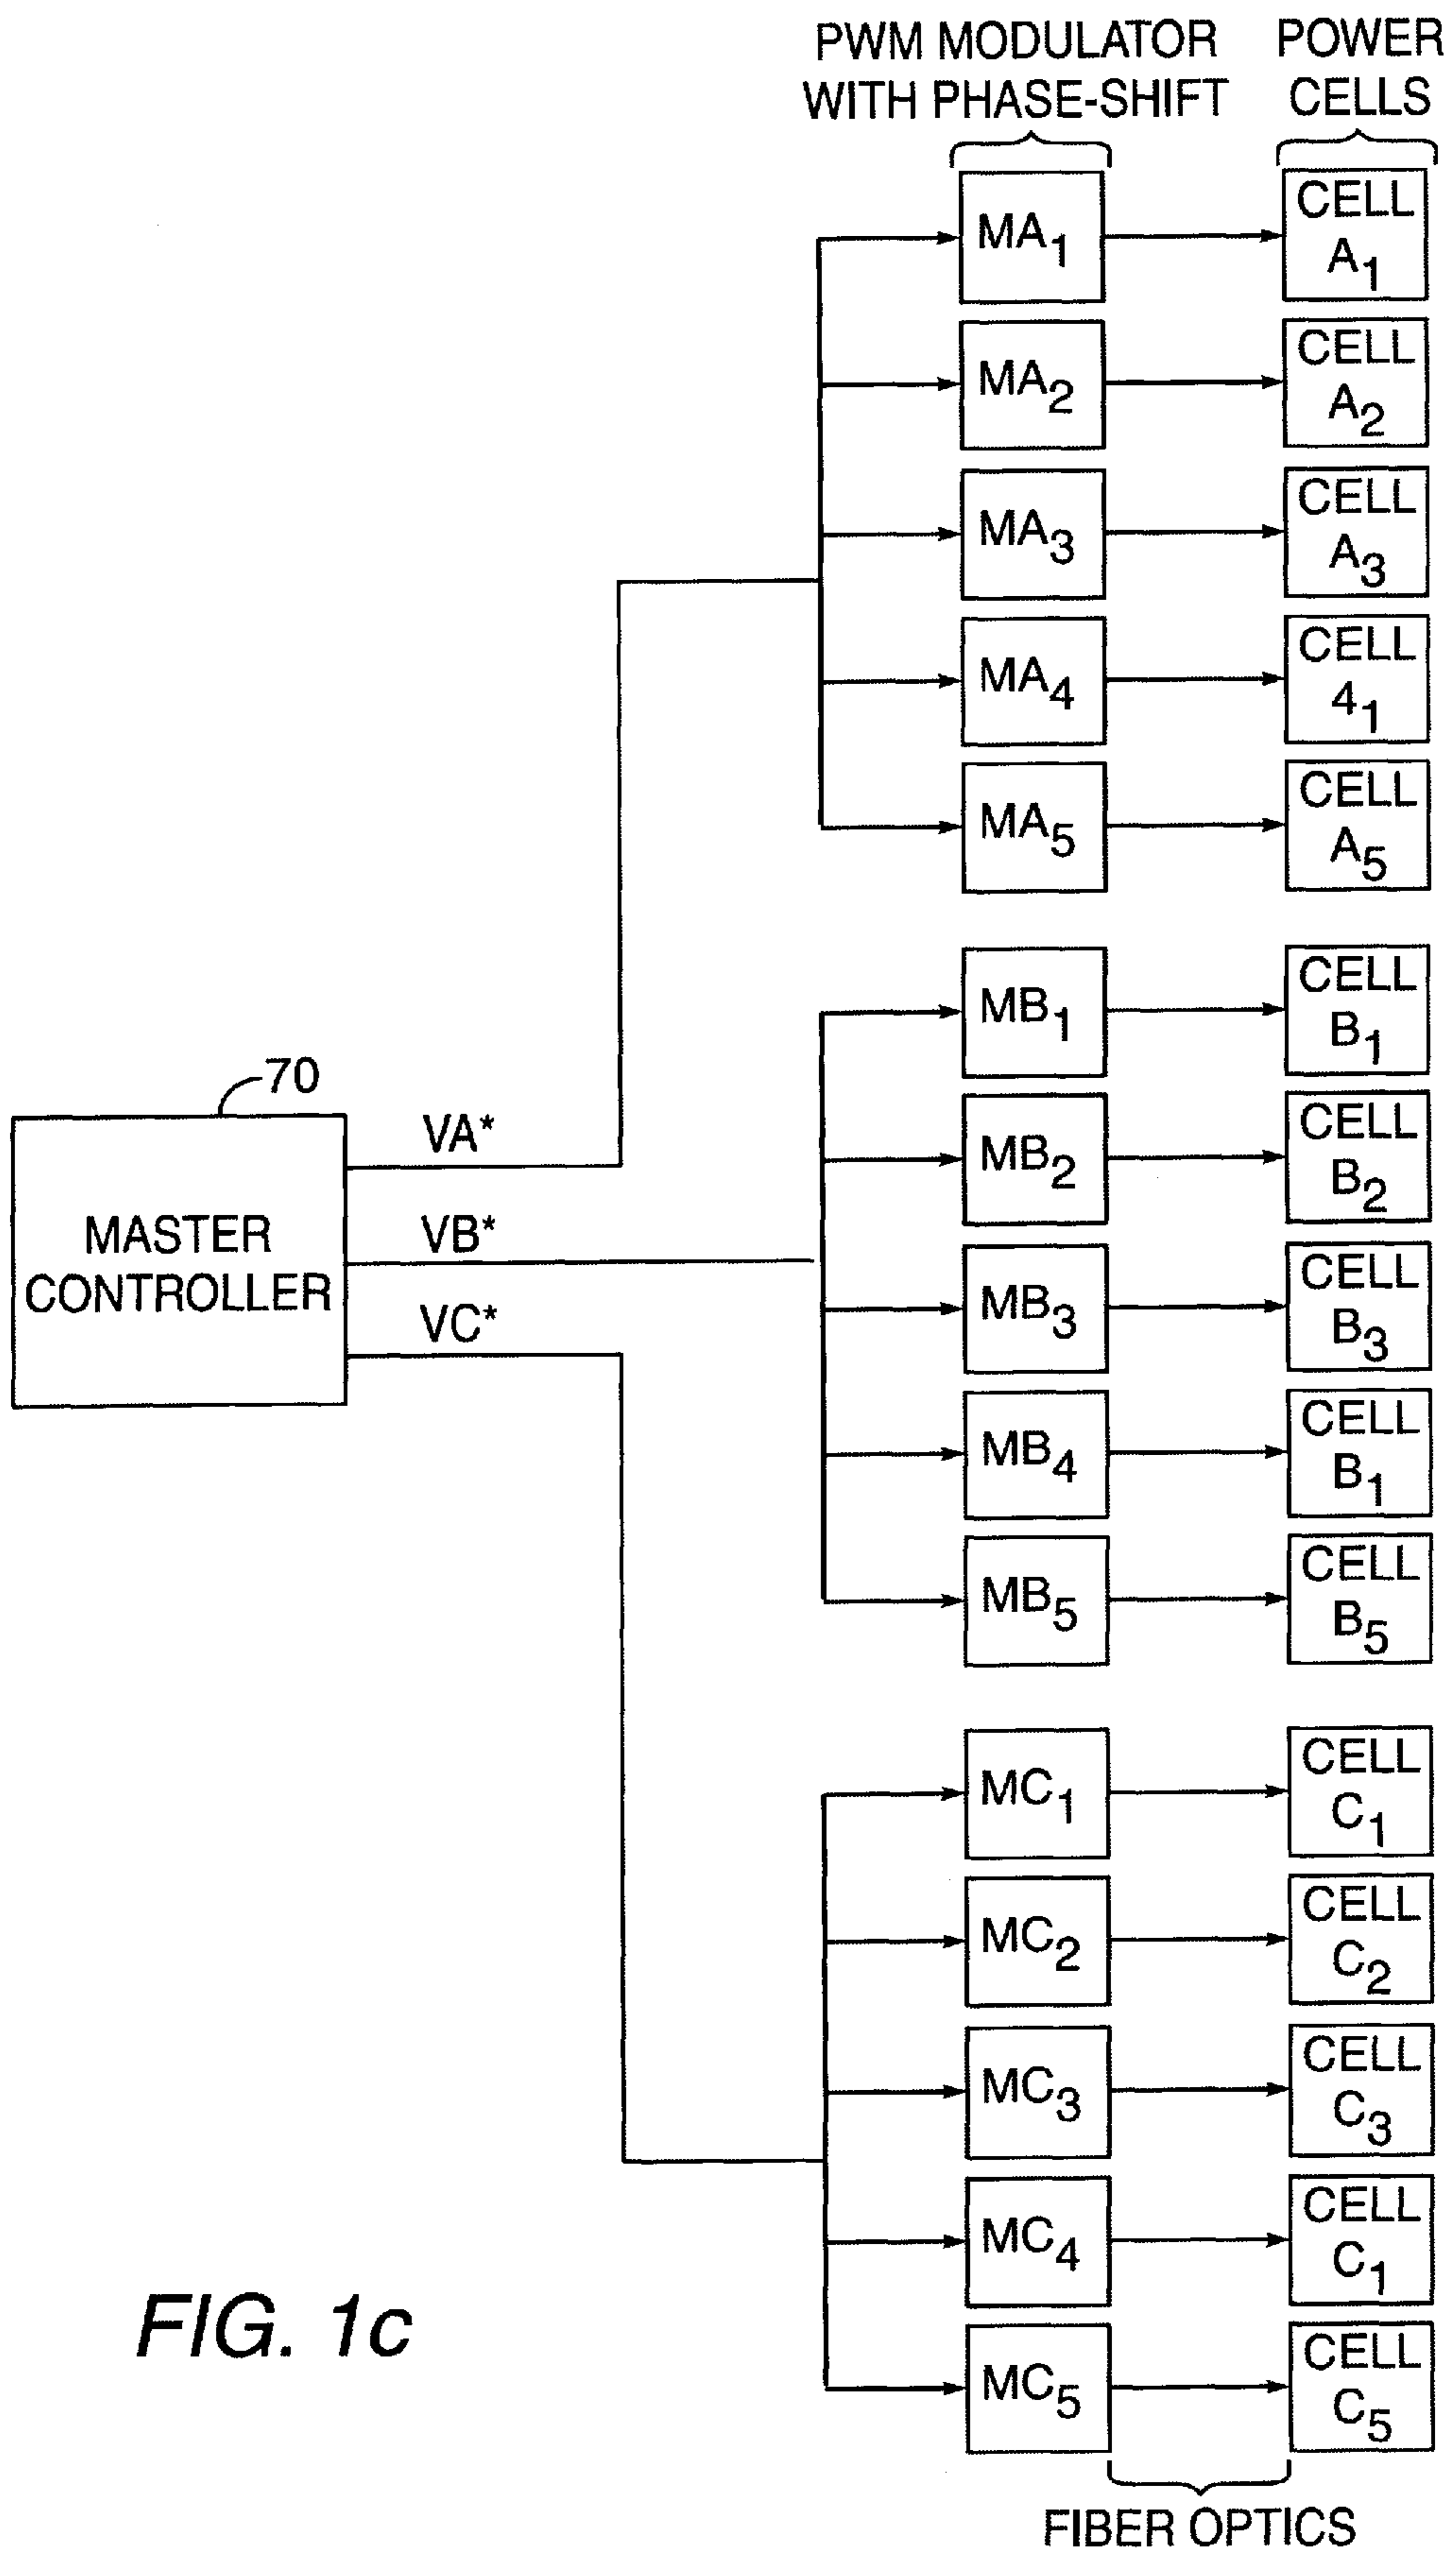 PWM MODULATOR
WITH PHASE-SHIFT
POWER
CELLS
MA1
CELL
A1
MA2
CELL
A2
MA3
CELL
A3
MA4
CELL
41
MA5
CELL
A5
MB1
CELL
B1
MB2
CELL
B2
MB3
CELL
B3
MB4
CELL
B1
MB5
CELL
B5
70
MASTER
CONTROLLER
VA*
VB*
VC*
MC1
CELL
C1
MC2
CELL
C2
MC3
CELL
C3
MC4
CELL
C1
MC5
CELL
C5
FIBER OPTICS
FIG. 1c